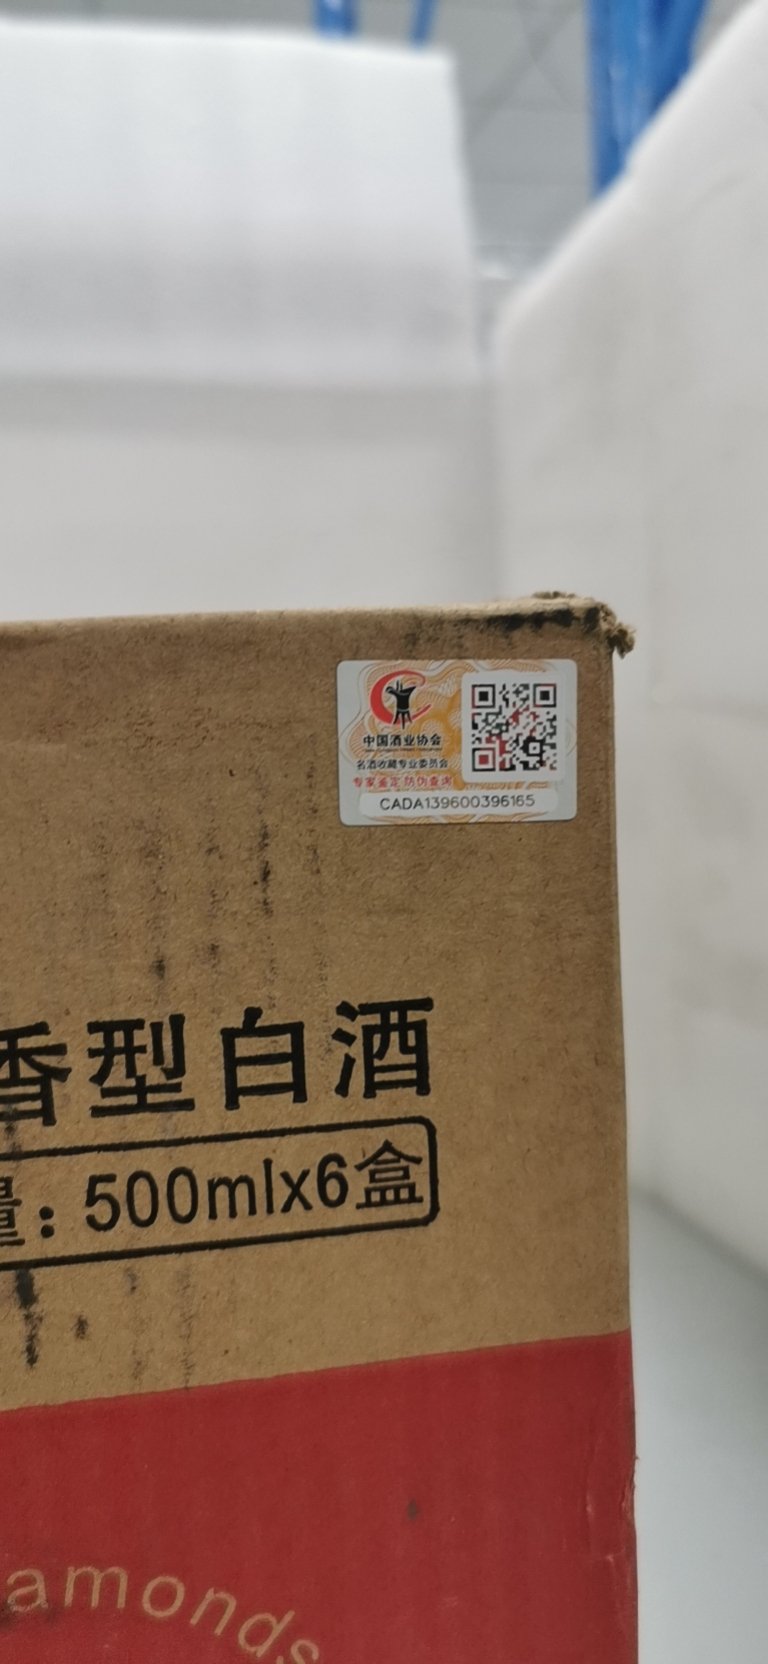 中国酒业协会
名酒收藏专业委员会
专家鉴定 防伪查询
CADA139600396165
香型白酒
量：500mlx6盒
amonds